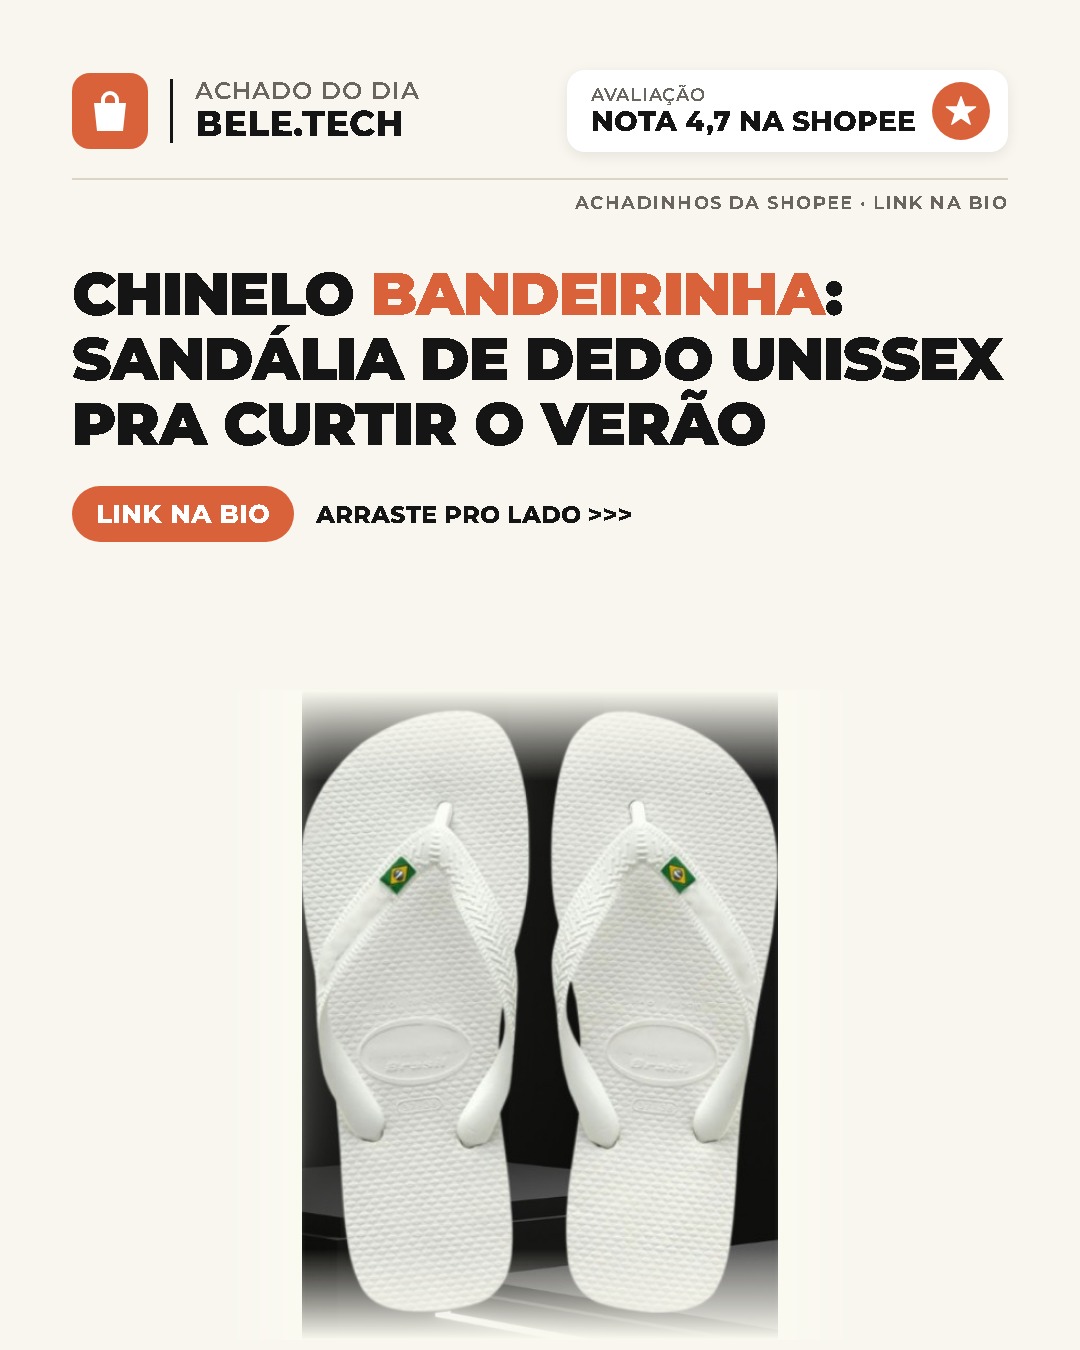 ACHADO DO DIA
BELE.TECH
AVALIAÇÃO
NOTA 4,7 NA SHOPEE
ACHADINHOS DA SHOPEE · LINK NA BIO
CHINELO BANDEIRINHA:
SANDÁLIA DE DEDO UNISSEX
PRA CURTIR O VERÃO
LINK NA BIO
ARRASTE PRO LADO >>>